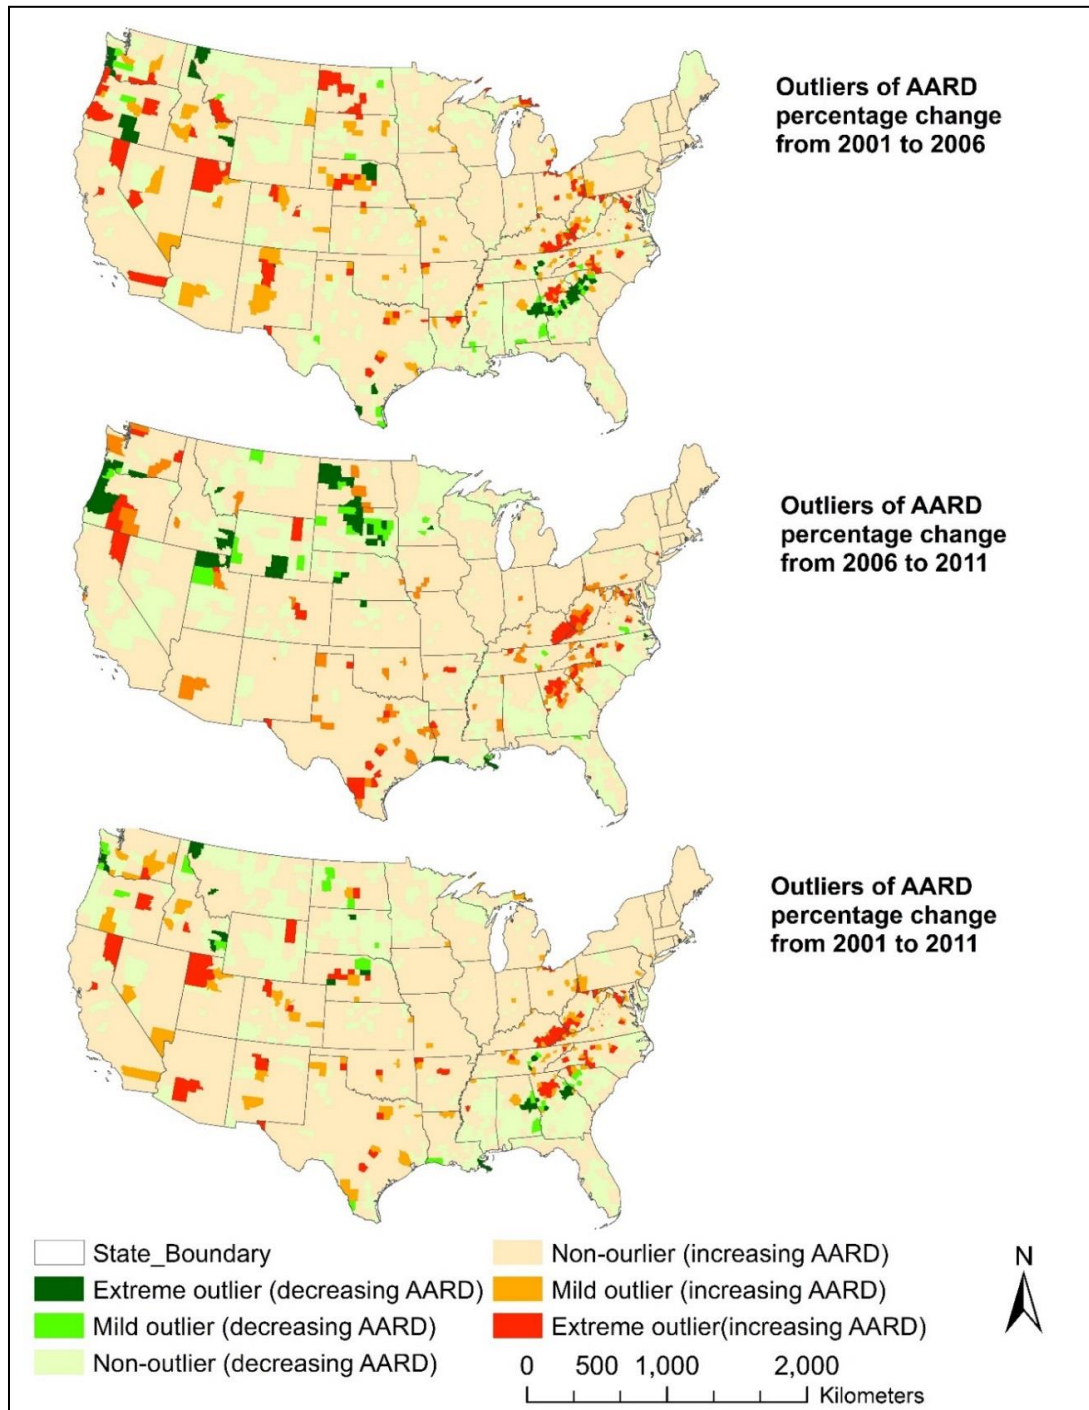 Outliers of AARD
percentage change
from 2001 to 2006
Outliers of AARD
percentage change
from 2006 to 2011
Outliers of AARD
percentage change
from 2001 to 2011
State_Boundary
Extreme outlier (decreasing AARD)
Mild outlier (decreasing AARD)
Non-outlier (decreasing AARD)
Non-ourlier (increasing AARD)
Mild outlier (increasing AARD)
Extreme outlier(increasing AARD)
N
0 500 1,000 2,000
Kilometers